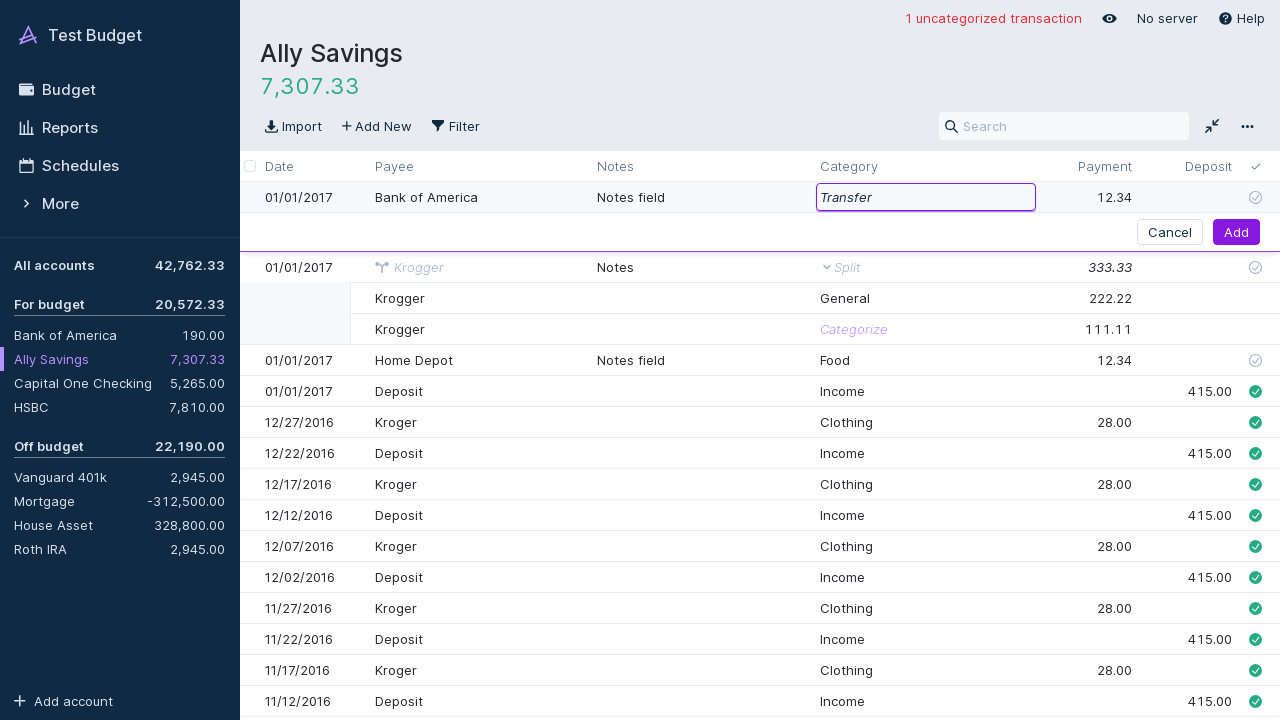 Test Budget
Budget
Reports
Schedules
More
All accounts 42,762.33
For budget 20,572.33
Bank of America 190.00
Ally Savings 7,307.33
Capital One Checking 5,265.00
HSBC 7,810.00
Off budget 22,190.00
Vanguard 401k 2,945.00
Mortgage -312,500.00
House Asset 328,800.00
Roth IRA 2,945.00
Add account
1 uncategorized transaction No server Help
Ally Savings
7,307.33
Import Add New Filter Search
Date Payee Notes Category Payment Deposit
01/01/2017 Bank of America Notes field Transfer 12.34
Cancel Add
01/01/2017 Krogger Notes Split 333.33
Krogger General 222.22
Krogger Categorize 111.11
01/01/2017 Home Depot Notes field Food 12.34
01/01/2017 Deposit Income 415.00
12/27/2016 Kroger Clothing 28.00
12/22/2016 Deposit Income 415.00
12/17/2016 Kroger Clothing 28.00
12/12/2016 Deposit Income 415.00
12/07/2016 Kroger Clothing 28.00
12/02/2016 Deposit Income 415.00
11/27/2016 Kroger Clothing 28.00
11/22/2016 Deposit Income 415.00
11/17/2016 Kroger Clothing 28.00
11/12/2016 Deposit Income 415.00